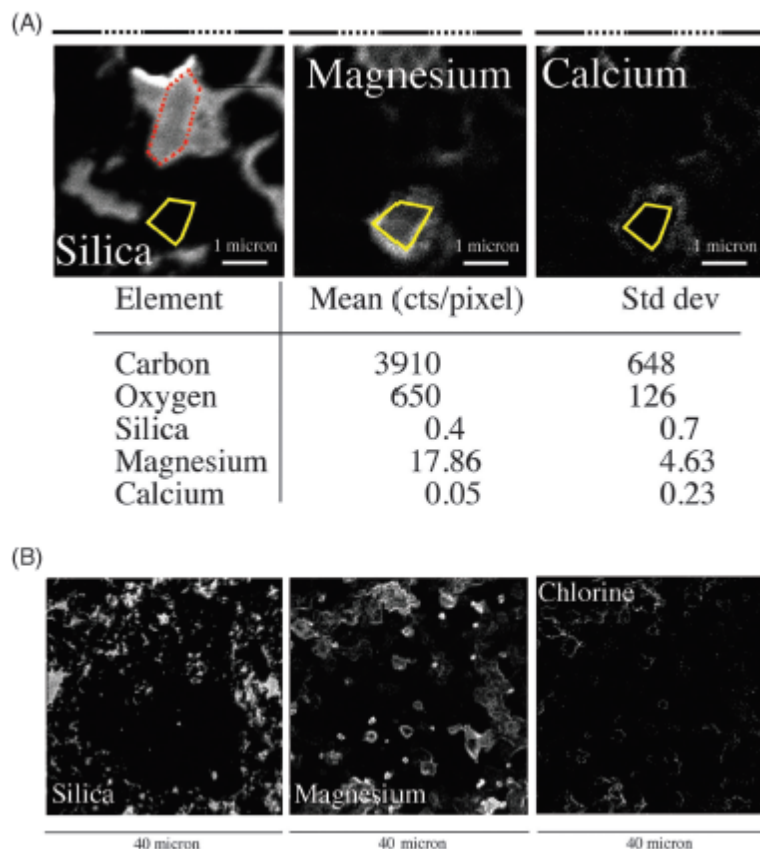 (A)
Magnesium Calcium
Silica 1 micron 1 micron 1 micron
Element Mean (cts/pixel) Std dev
Carbon 3910 648
Oxygen 650 126
Silica 0.4 0.7
Magnesium 17.86 4.63
Calcium 0.05 0.23
(B)
Chlorine
Silica Magnesium
40 micron 40 micron 40 micron